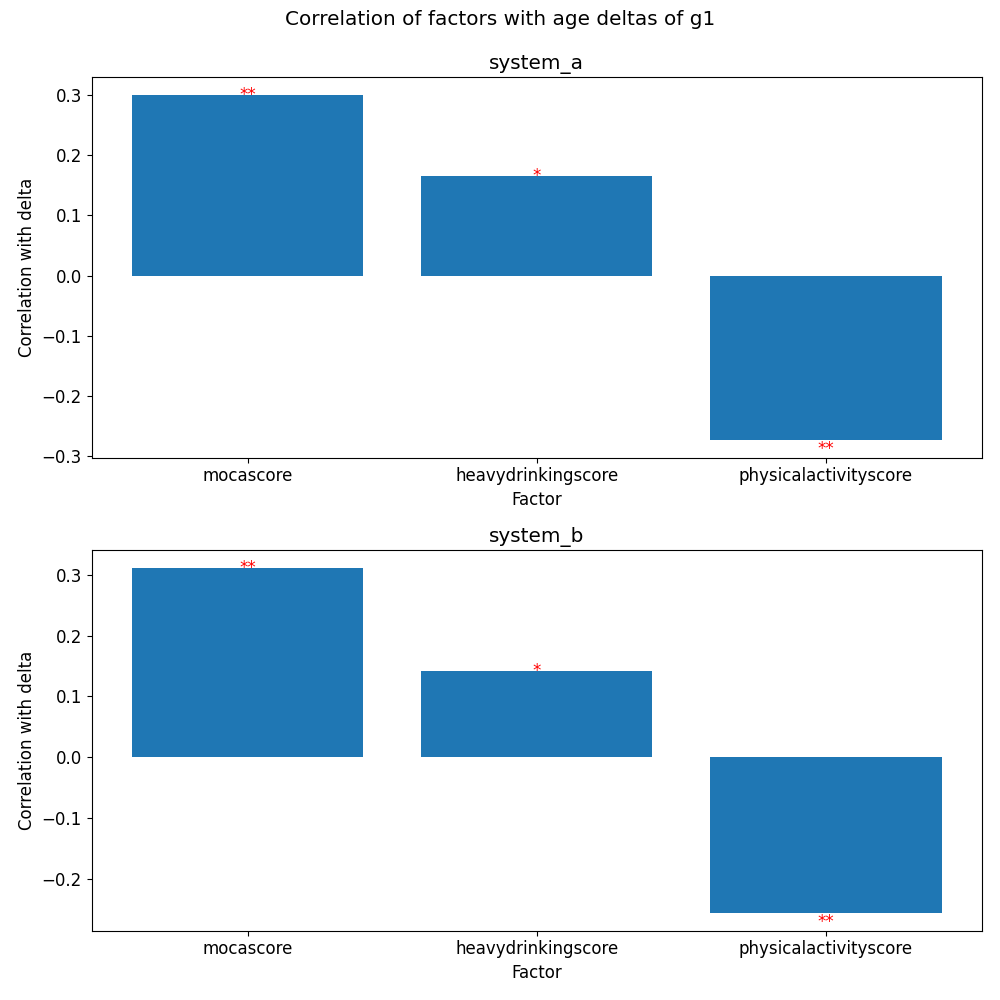 Correlation of factors with age deltas of g1
system_a
Correlation with delta
0.3
0.2
0.1
0.0
−0.1
−0.2
−0.3
**
*
**
mocascore heavydrinkingscore physicalactivityscore
Factor
system_b
Correlation with delta
0.3
0.2
0.1
0.0
−0.1
−0.2
**
*
**
mocascore heavydrinkingscore physicalactivityscore
Factor